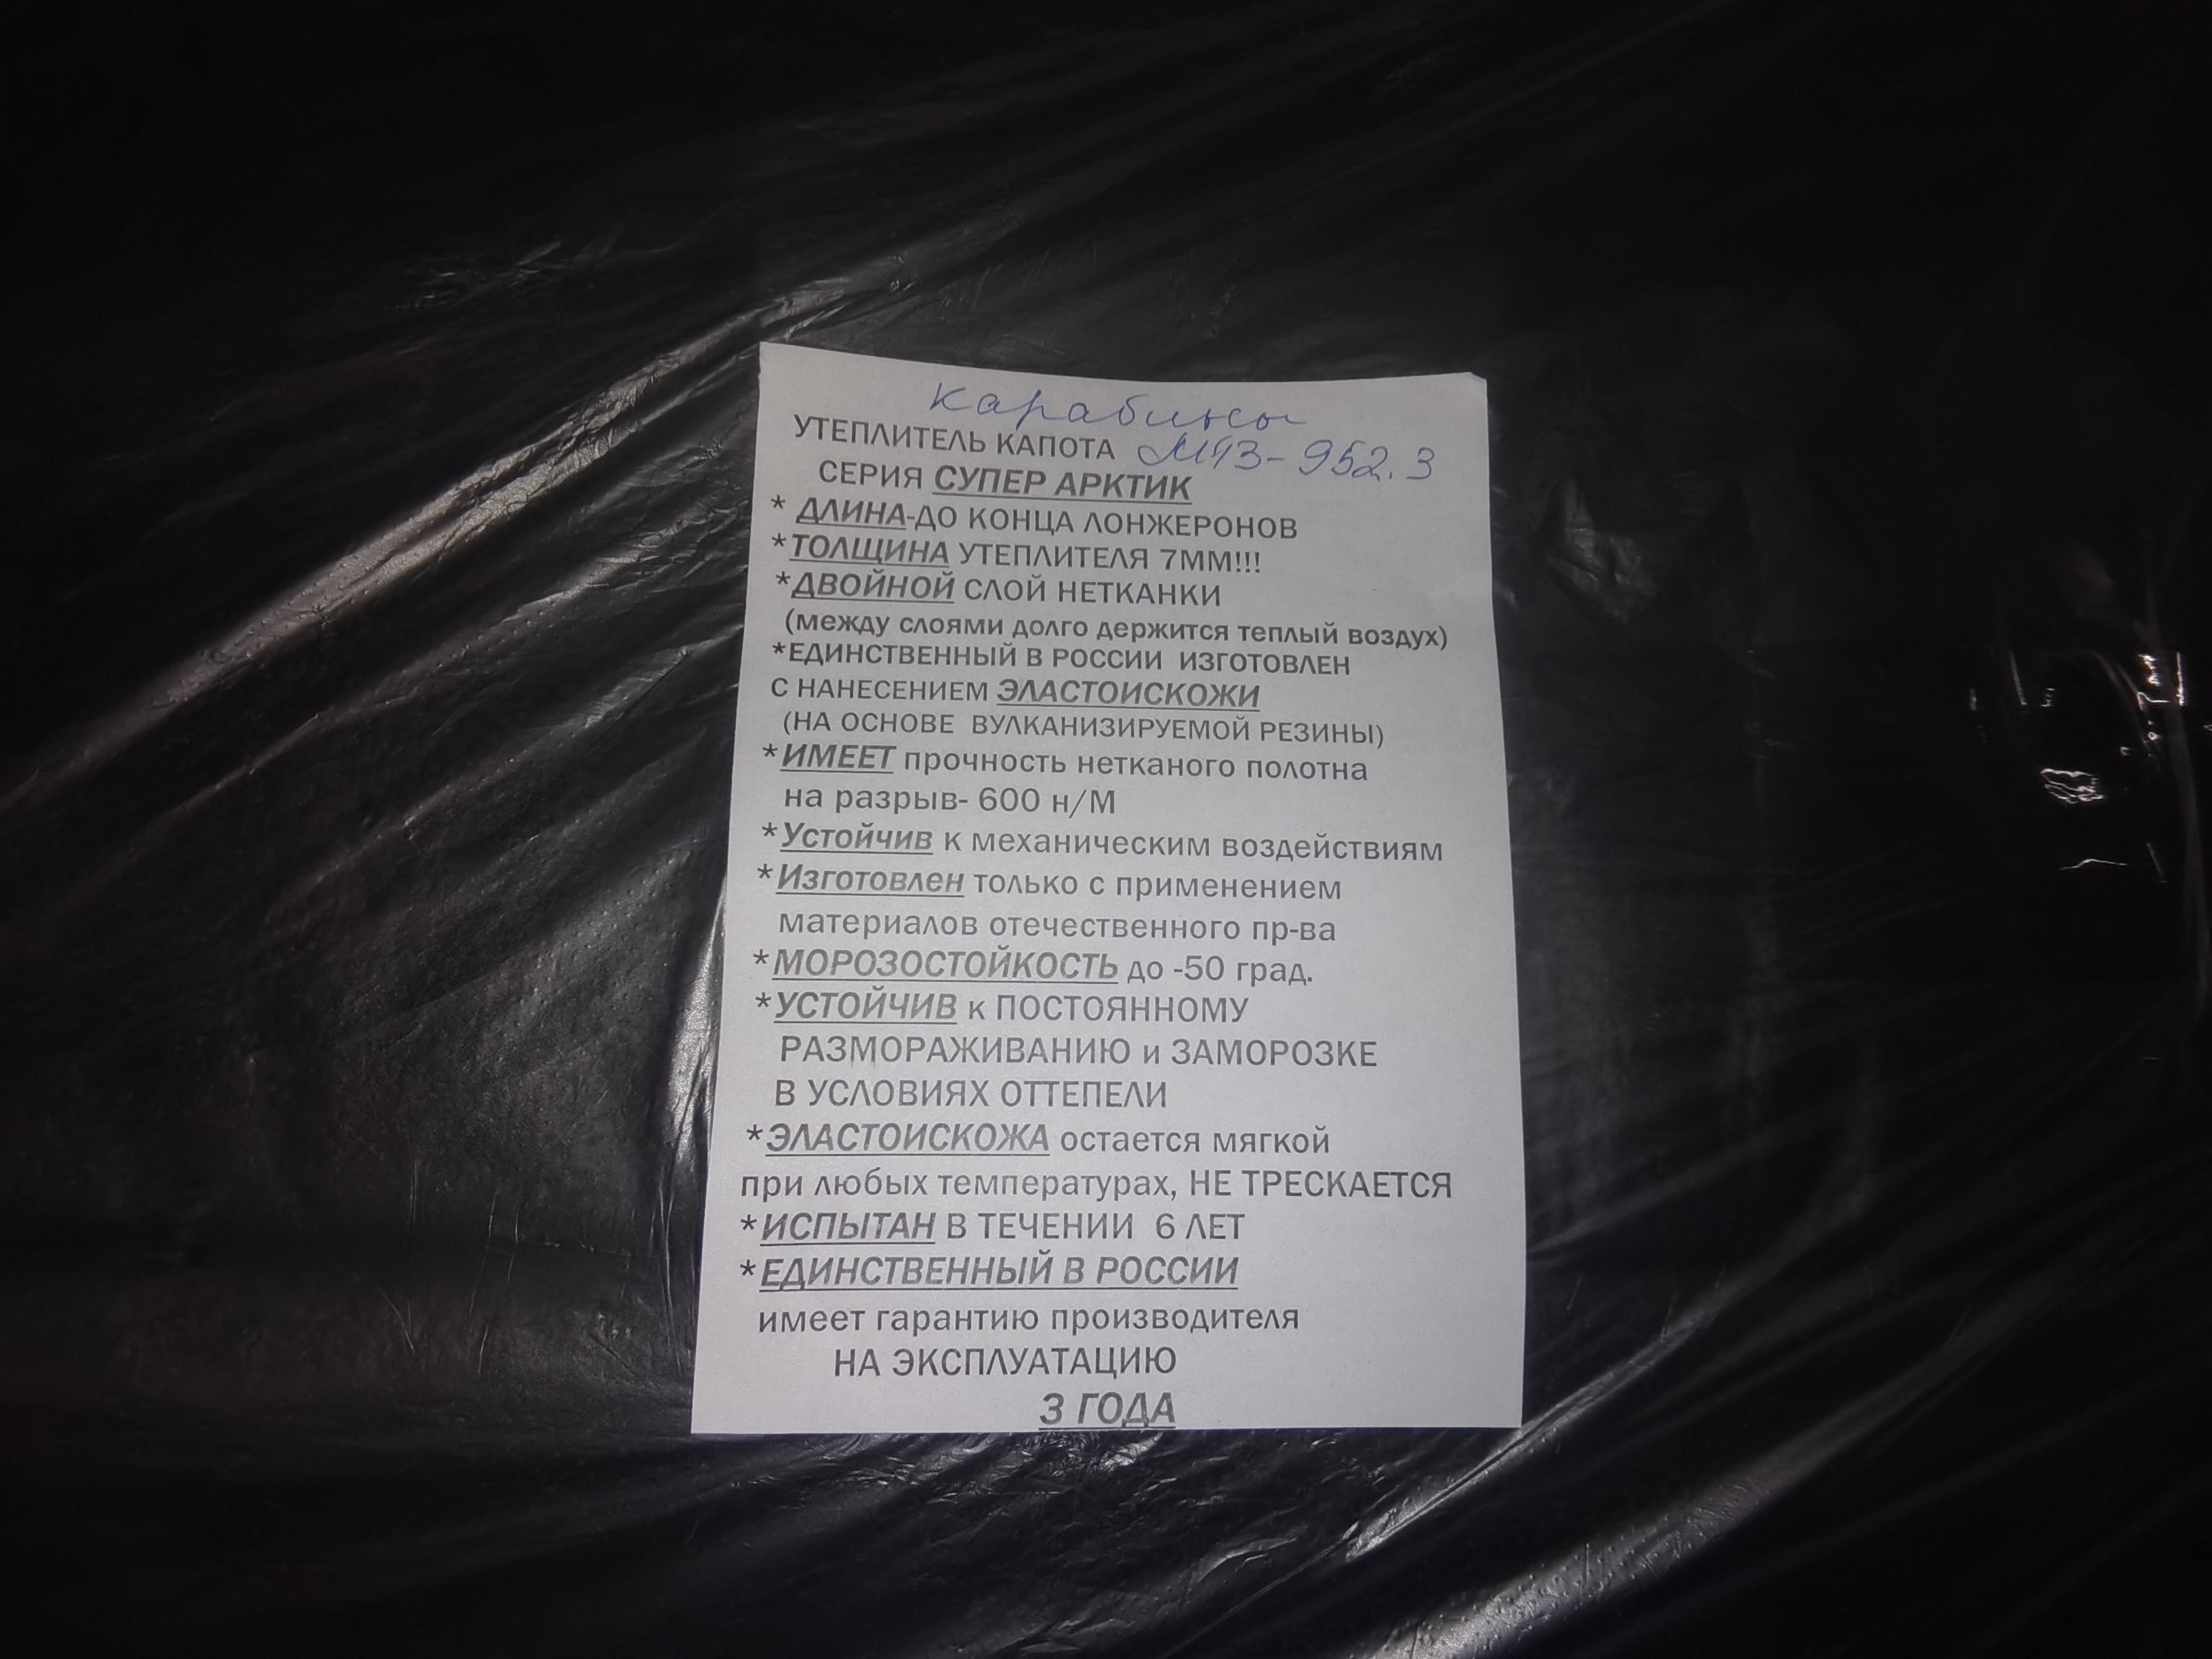 карабины
УТЕПЛИТЕЛЬ КАПОТА МТЗ-952.3
СЕРИЯ СУПЕР АРКТИК
* ДЛИНА-ДО КОНЦА ЛОНЖЕРОНОВ
*ТОЛЩИНА УТЕПЛИТЕЛЯ 7ММ!!!
*ДВОЙНОЙ СЛОЙ НЕТКАНКИ
(между слоями долго держится теплый воздух)
*ЕДИНСТВЕННЫЙ В РОССИИ ИЗГОТОВЛЕН
С НАНЕСЕНИЕМ ЭЛАСТОИСКОЖИ
(НА ОСНОВЕ ВУЛКАНИЗИРУЕМОЙ РЕЗИНЫ)
*ИМЕЕТ прочность нетканого полотна
на разрыв- 600 н/М
*Устойчив к механическим воздействиям
*Изготовлен только с применением
материалов отечественного пр-ва
*МОРОЗОСТОЙКОСТЬ до -50 град.
*УСТОЙЧИВ к ПОСТОЯННОМУ
РАЗМОРАЖИВАНИЮ и ЗАМОРОЗКЕ
В УСЛОВИЯХ ОТТЕПЕЛИ
*ЭЛАСТОИСКОЖА остается мягкой
при любых температурах, НЕ ТРЕСКАЕТСЯ
*ИСПЫТАН В ТЕЧЕНИИ 6 ЛЕТ
*ЕДИНСТВЕННЫЙ В РОССИИ
имеет гарантию производителя
НА ЭКСПЛУАТАЦИЮ
3 ГОДА